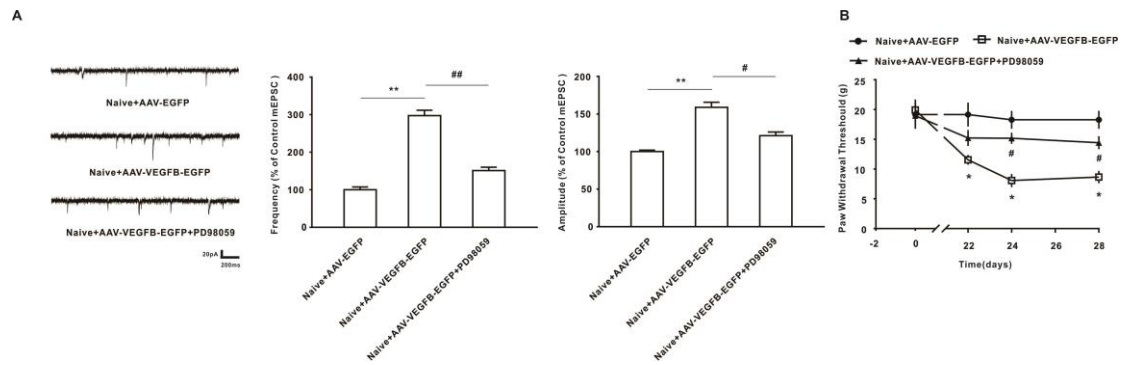 A
Naive+AAV-EGFP
Naive+AAV-VEGFB-EGFP
Naive+AAV-VEGFB-EGFP+PD98059
20pA
200ms
Frequency (% of Control mEPSC )
400
300
200
100
0
**
##
Naive+AAV-EGFP
Naive+AAV-VEGFB-EGFP
Naive+AAV-VEGFB-EGFP+PD98059
Amplitude (% of Control mEPSC )
200
150
100
50
0
**
#
Naive+AAV-EGFP
Naive+AAV-VEGFB-EGFP
Naive+AAV-VEGFB-EGFP+PD98059
B
Naive+AAV-EGFP
Naive+AAV-VEGFB-EGFP
Naive+AAV-VEGFB-EGFP+PD98059
Paw Withdrawal Threshould (g)
25
20
15
10
5
0
# #
* * *
-2 0 22 24 26 28
Time(days)